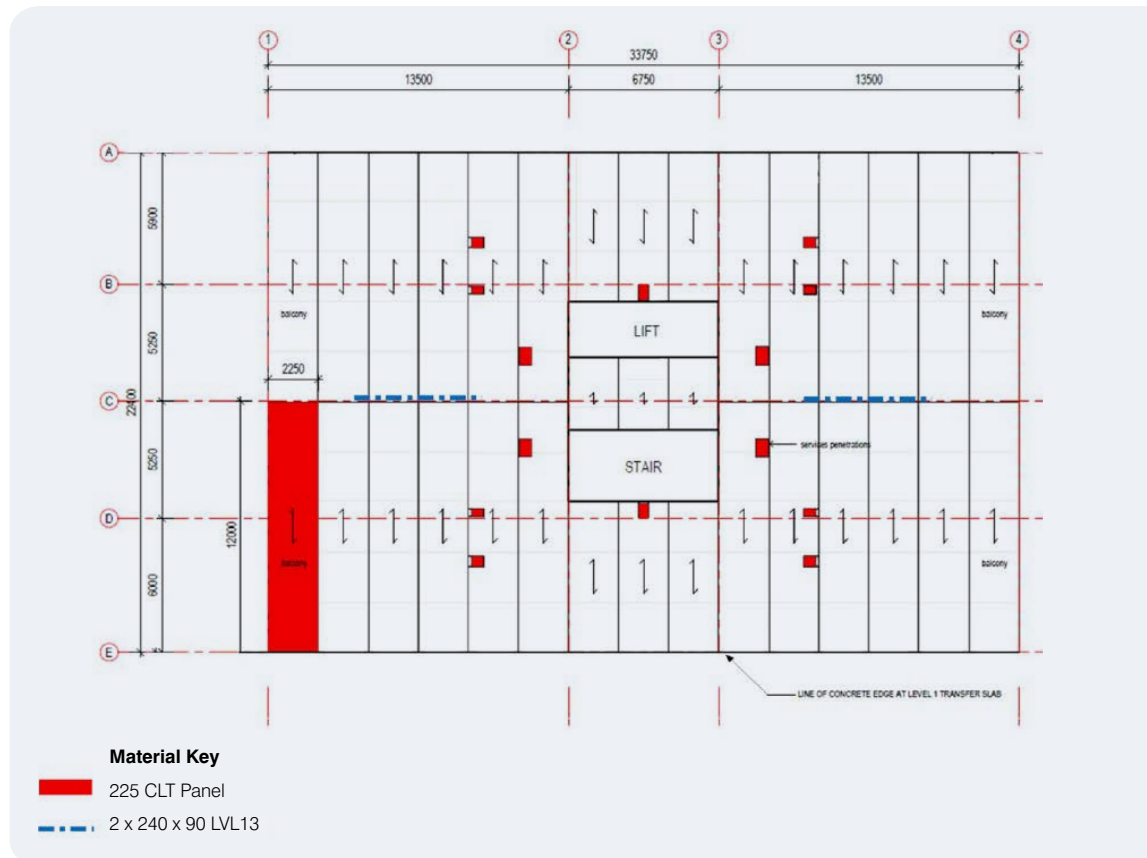 1
2
3
4
33750
13500
6750
13500
A
5900
B
balcony
LIFT
balcony
5250
2250
C
22400
5250
services penetrations
STAIR
D
12000
balcony
balcony
6000
E
LINE OF CONCRETE EDGE AT LEVEL 1 TRANSFER SLAB
Material Key
225 CLT Panel
2 x 240 x 90 LVL13